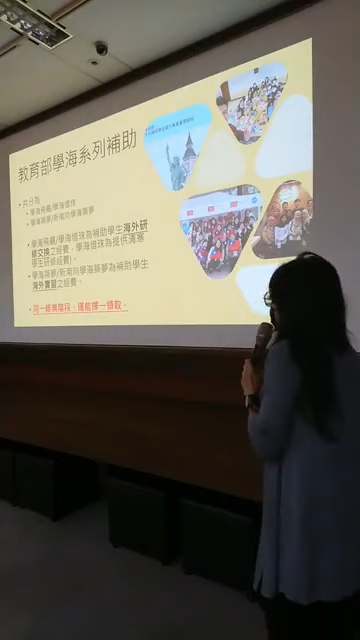 教育部學海系列補助
• 共分為
• 學海飛颺/學海惜珠
• 學海築夢/新南向學海築夢
• 學海飛颺/學海惜珠為補助學生海外研
修交換之經費，學海惜珠為提供清寒
學生研修經費)。
• 學海築夢/新南向學海築夢為補助學生
海外實習之經費。
• 同一修業階段，僅能擇一領取。